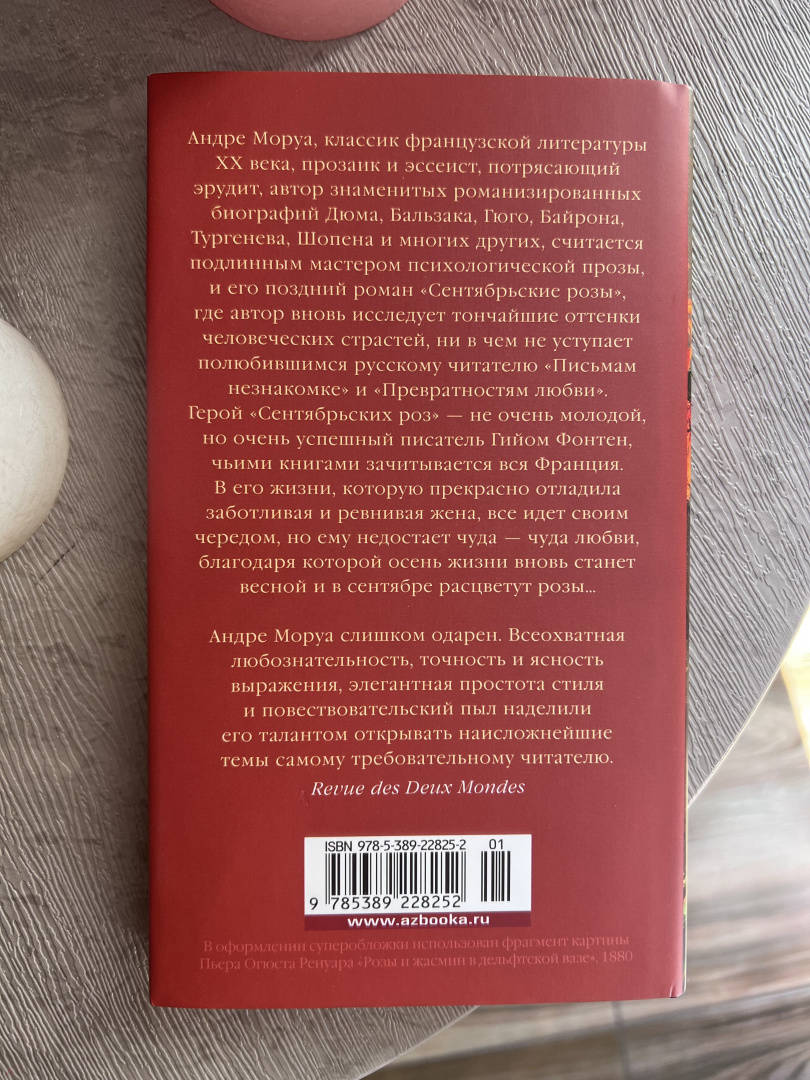 Андре Моруа, классик французской литературы
XX века, прозаик и эссеист, потрясающий
эрудит, автор знаменитых романизированных
биографий Дюма, Бальзака, Гюго, Байрона,
Тургенева, Шопена и многих других, считается
подлинным мастером психологической прозы,
и его поздний роман «Сентябрьские розы»,
где автор вновь исследует тончайшие оттенки
человеческих страстей, ни в чем не уступает
полюбившимся русскому читателю «Письмам
незнакомке» и «Превратностям любви».
Герой «Сентябрьских роз» — не очень молодой,
но очень успешный писатель Гийом Фонтен,
чьими книгами зачитывается вся Франция.
В его жизни, которую прекрасно отладила
заботливая и ревнивая жена, все идет своим
чередом, но ему недостает чуда — чуда любви,
благодаря которой осень жизни вновь станет
весной и в сентябре расцветут розы...
Андре Моруа слишком одарен. Всеохватная
любознательность, точность и ясность
выражения, элегантная простота стиля
и повествовательский пыл наделили
его талантом открывать наисложнейшие
темы самому требовательному читателю.
Revue des Deux Mondes
ISBN 978-5-389-22825-2 01
9 785389 228252
www.azbooka.ru
В оформлении суперобложки использован фрагмент картины
Пьера Огюста Ренуара «Розы и жасмин в дельфтской вазе». 1880